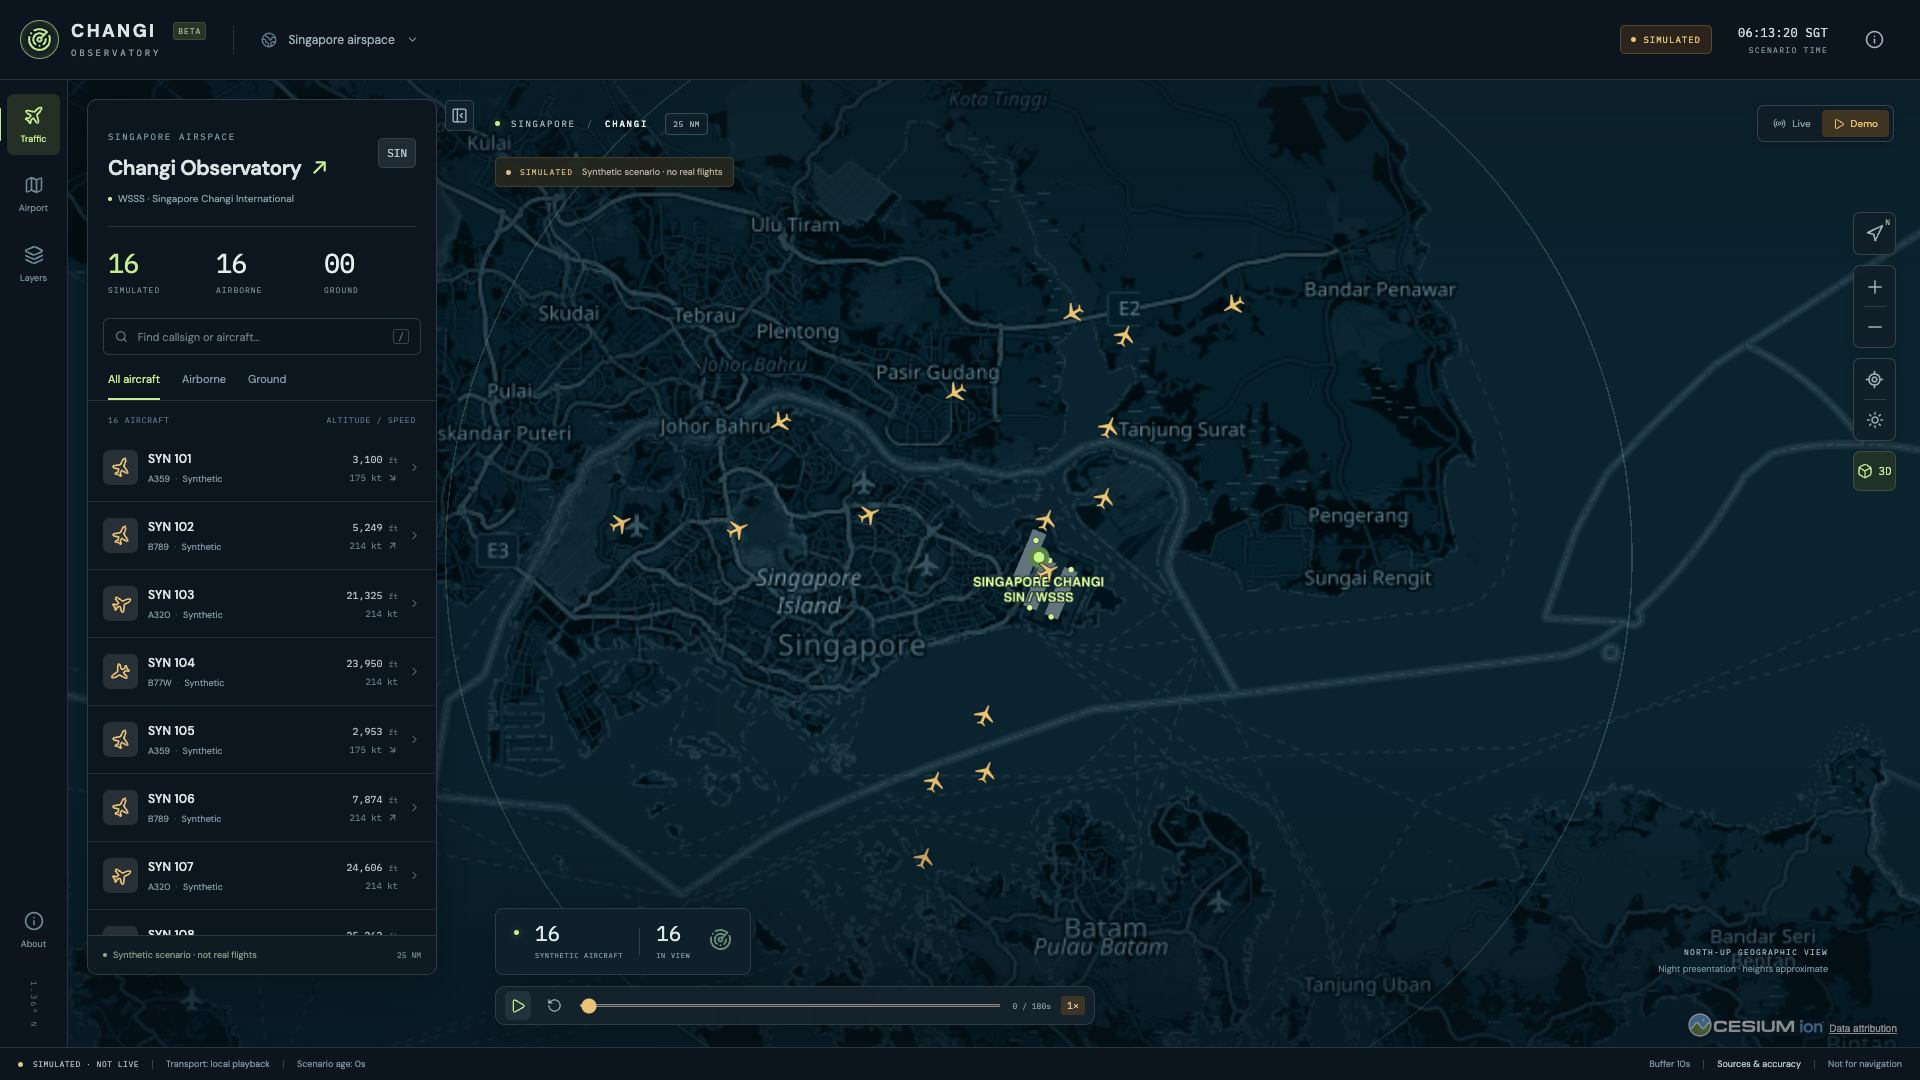 CHANGI
BETA
OBSERVATORY
Singapore airspace
SIMULATED
06:13:20 SGT
SCENARIO TIME
Traffic
Airport
Layers
About
1.36° N
SINGAPORE AIRSPACE
Changi Observatory
SIN
WSSS · Singapore Changi International
16
SIMULATED
16
AIRBORNE
00
GROUND
Find callsign or aircraft...
/
All aircraft
Airborne
Ground
16 AIRCRAFT
ALTITUDE / SPEED
SYN 101
3,100 ft
A359 · Synthetic
175 kt
SYN 102
5,249 ft
B789 · Synthetic
214 kt
SYN 103
21,325 ft
A320 · Synthetic
214 kt
SYN 104
23,950 ft
B77W · Synthetic
214 kt
SYN 105
2,953 ft
A359 · Synthetic
175 kt
SYN 106
7,874 ft
B789 · Synthetic
214 kt
SYN 107
24,606 ft
A320 · Synthetic
214 kt
SYN 108
Synthetic scenario · not real flights
25 NM
SINGAPORE / CHANGI
25 NM
SIMULATED Synthetic scenario · no real flights
Live
Demo
N
3D
Kota Tinggi
Kulai
Ulu Tiram
Bandar Penawar
E2
Skudai
Tebrau
Plentong
Johor Bahru
Pasir Gudang
Pulai
Johor Bahru
Tanjung Surat
skandar Puteri
E3
Pengerang
Singapore
Island
SINGAPORE CHANGI
SIN / WSSS
Sungai Rengit
Singapore
Batam
Pulau Batam
Bandar Seri
Bentan
Tanjung Uban
Bintan
16
SYNTHETIC AIRCRAFT
16
IN VIEW
0 / 180s
1×
NORTH-UP GEOGRAPHIC VIEW
Night presentation · heights approximate
CESIUM ion
Data attribution
SIMULATED · NOT LIVE
Transport: local playback
Scenario age: 0s
Buffer 10s
Sources & accuracy
Not for navigation